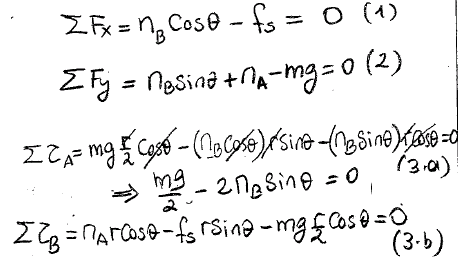 ΣFx = n_B Cosθ - f_s = 0 (1)
ΣFy = n_B Sinθ + n_A - mg = 0 (2)
Στ_A = mg r/2 Cosθ - (n_B Cosθ) r Sinθ - (n_B Sinθ) r Cosθ = 0
(3.a)
⇒ mg/2 - 2n_B Sinθ = 0
Στ_B = n_A r Cosθ - f_s r Sinθ - mg r/2 Cosθ = 0
(3.b)